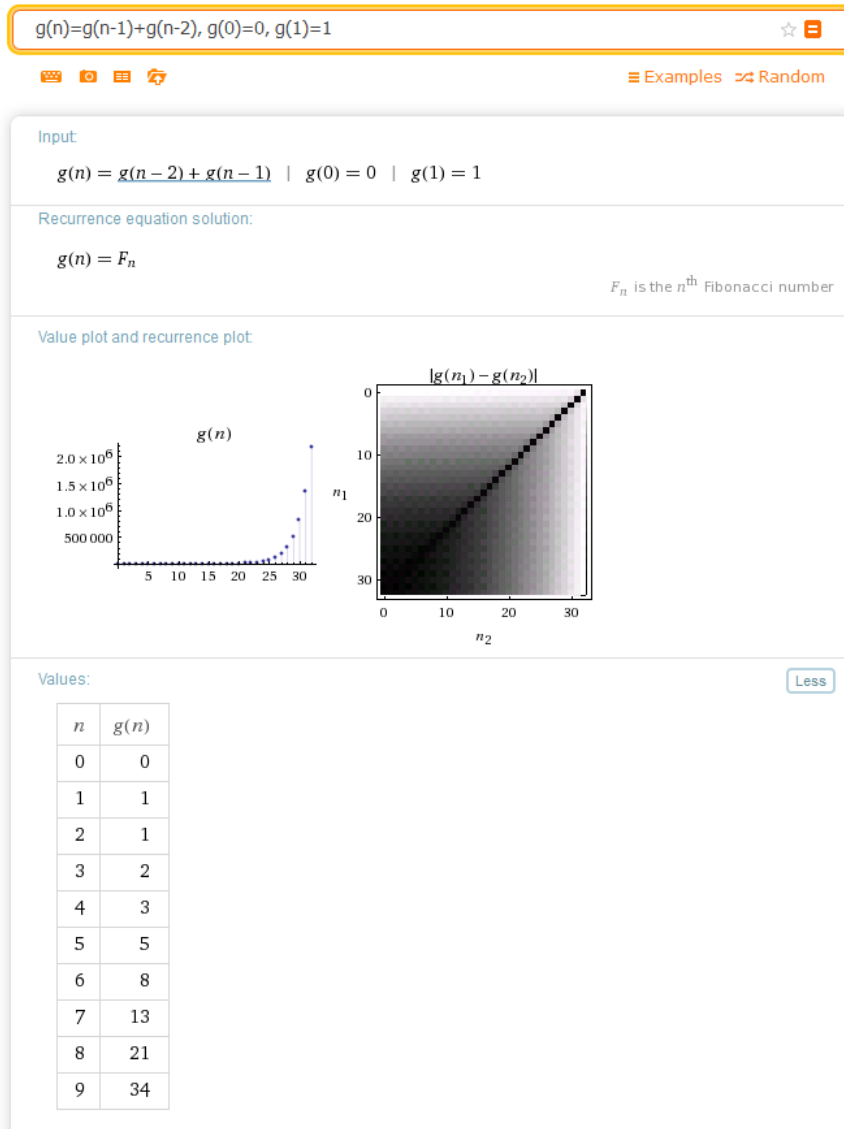 g(n)=g(n-1)+g(n-2), g(0)=0, g(1)=1
Examples Random
Input:
g(n) = g(n − 2) + g(n − 1) | g(0) = 0 | g(1) = 1
Recurrence equation solution:
g(n) = Fₙ
Fₙ is the nᵗʰ Fibonacci number
Value plot and recurrence plot:
g(n)
2.0 × 10⁶
1.5 × 10⁶
1.0 × 10⁶
500 000
5 10 15 20 25 30
|g(n₁) − g(n₂)|
0
10
n₁
20
30
0 10 20 30
n₂
Values:
Less
n g(n)
0 0
1 1
2 1
3 2
4 3
5 5
6 8
7 13
8 21
9 34